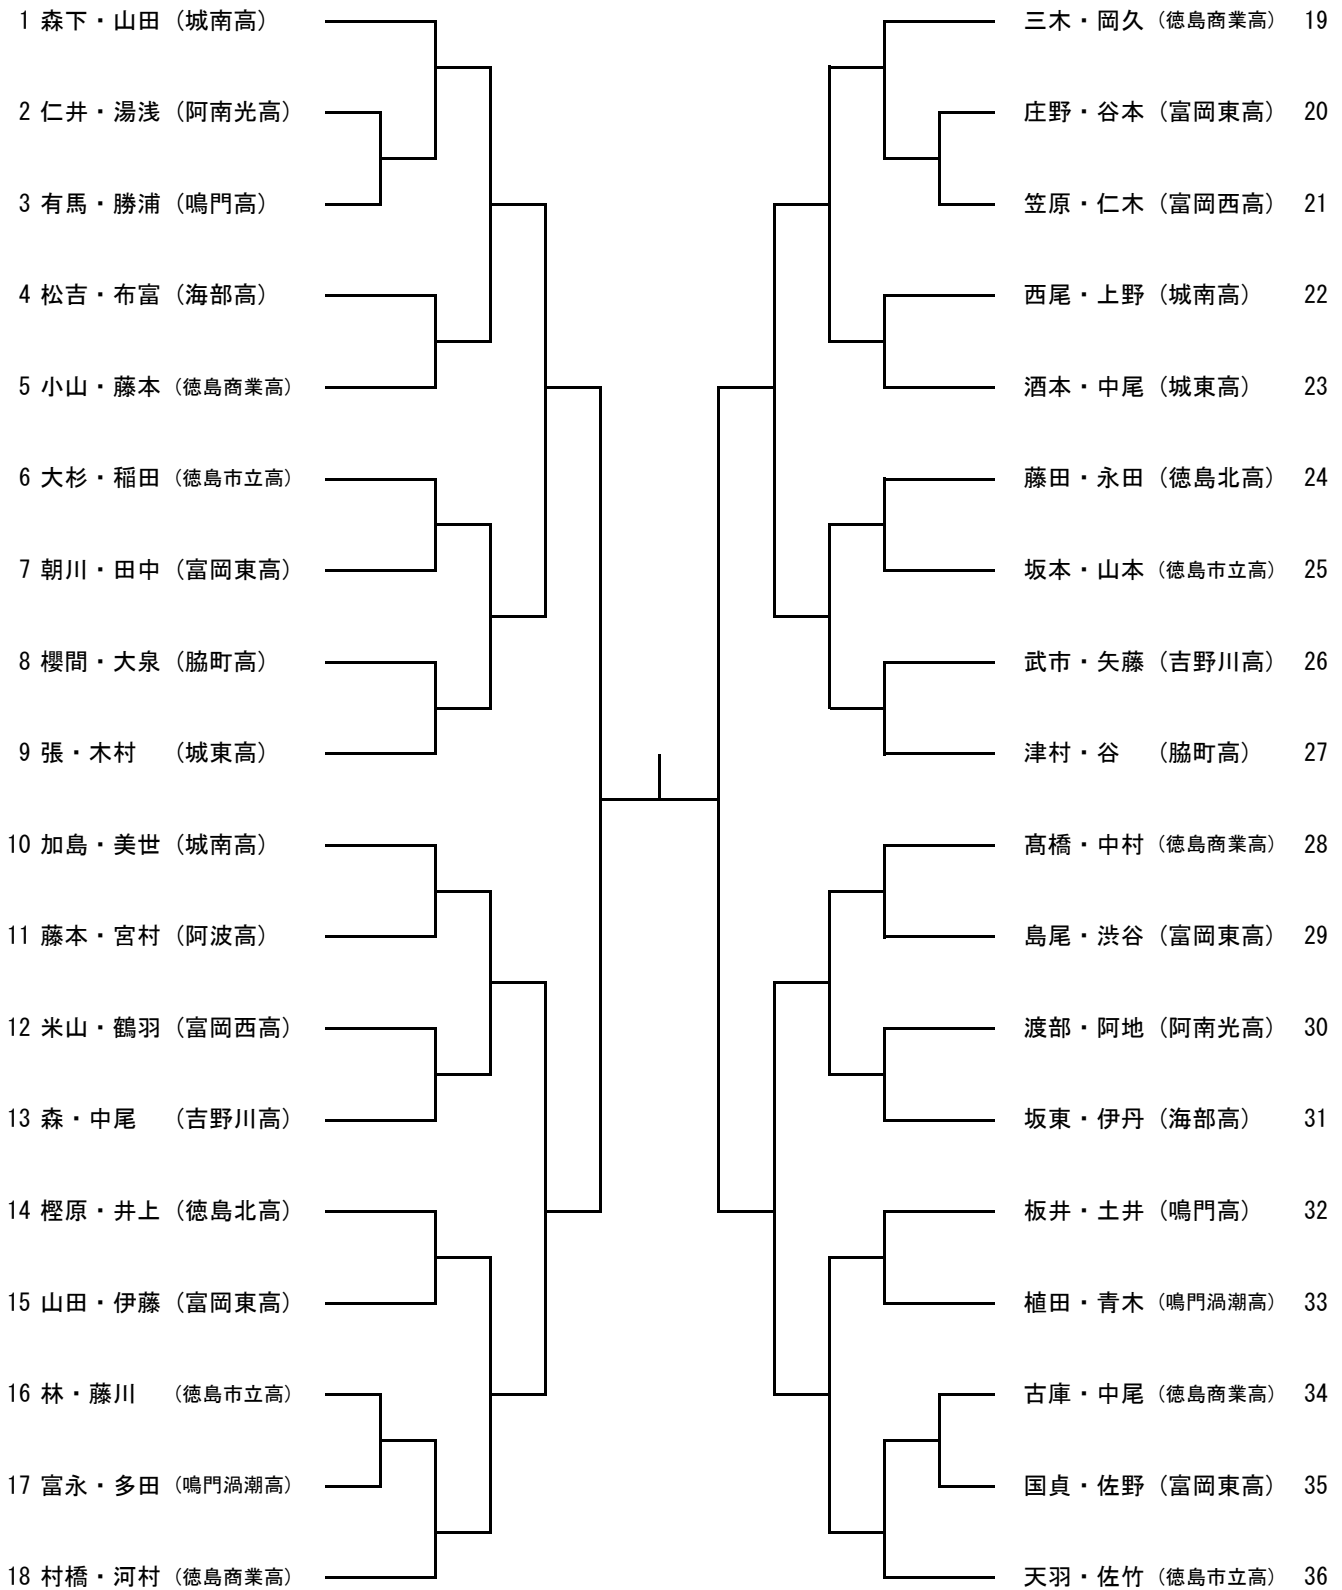 1 森下・山田（城南高）
2 仁井・湯浅（阿南光高）
3 有馬・勝浦（鳴門高）
4 松吉・布富（海部高）
5 小山・藤本（徳島商業高）
6 大杉・稲田（徳島市立高）
7 朝川・田中（富岡東高）
8 櫻間・大泉（脇町高）
9 張・木村　（城東高）
10 加島・美世（城南高）
11 藤本・宮村（阿波高）
12 米山・鶴羽（富岡西高）
13 森・中尾　（吉野川高）
14 樫原・井上（徳島北高）
15 山田・伊藤（富岡東高）
16 林・藤川　（徳島市立高）
17 富永・多田（鳴門渦潮高）
18 村橋・河村（徳島商業高）
三木・岡久（徳島商業高） 19
庄野・谷本（富岡東高） 20
笠原・仁木（富岡西高） 21
西尾・上野（城南高） 22
酒本・中尾（城東高） 23
藤田・永田（徳島北高） 24
坂本・山本（徳島市立高） 25
武市・矢藤（吉野川高） 26
津村・谷　（脇町高） 27
髙橋・中村（徳島商業高） 28
島尾・渋谷（富岡東高） 29
渡部・阿地（阿南光高） 30
坂東・伊丹（海部高） 31
板井・土井（鳴門高） 32
植田・青木（鳴門渦潮高） 33
古庫・中尾（徳島商業高） 34
国貞・佐野（富岡東高） 35
天羽・佐竹（徳島市立高） 36